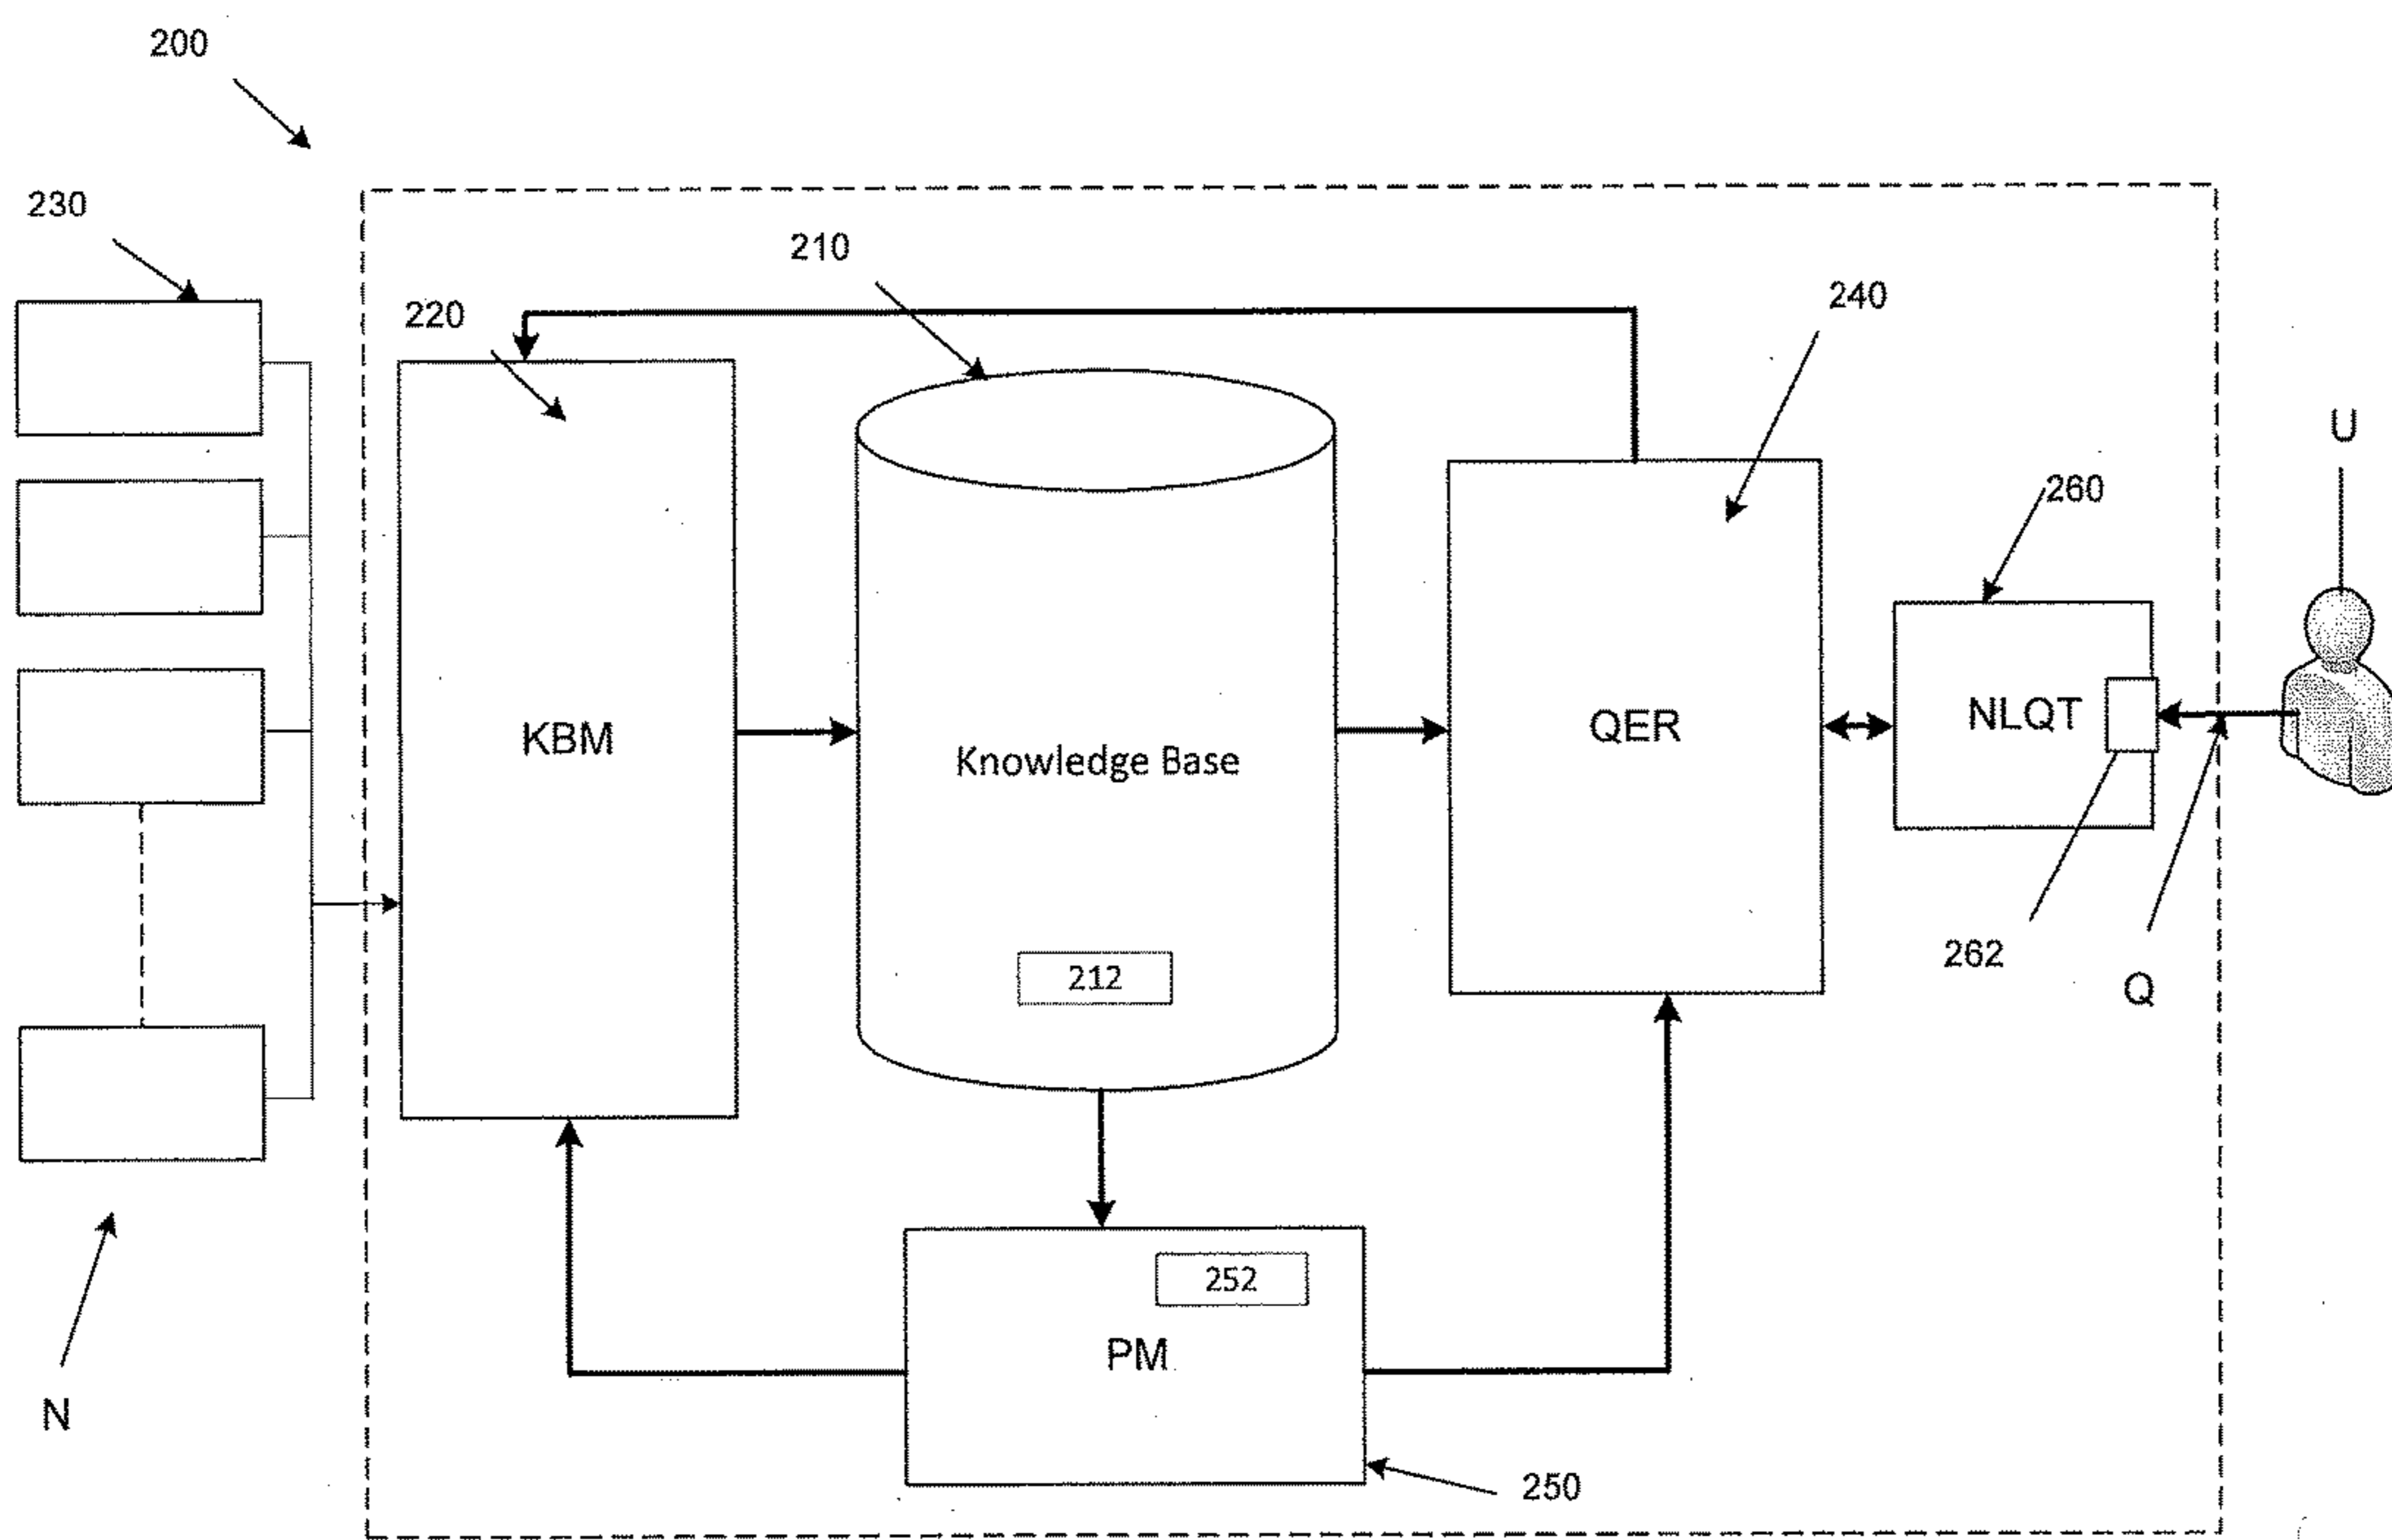 200
230
210
220
240
U
260
KBM
Knowledge Base
QER
NLQT
262
212
Q
252
PM
N
250